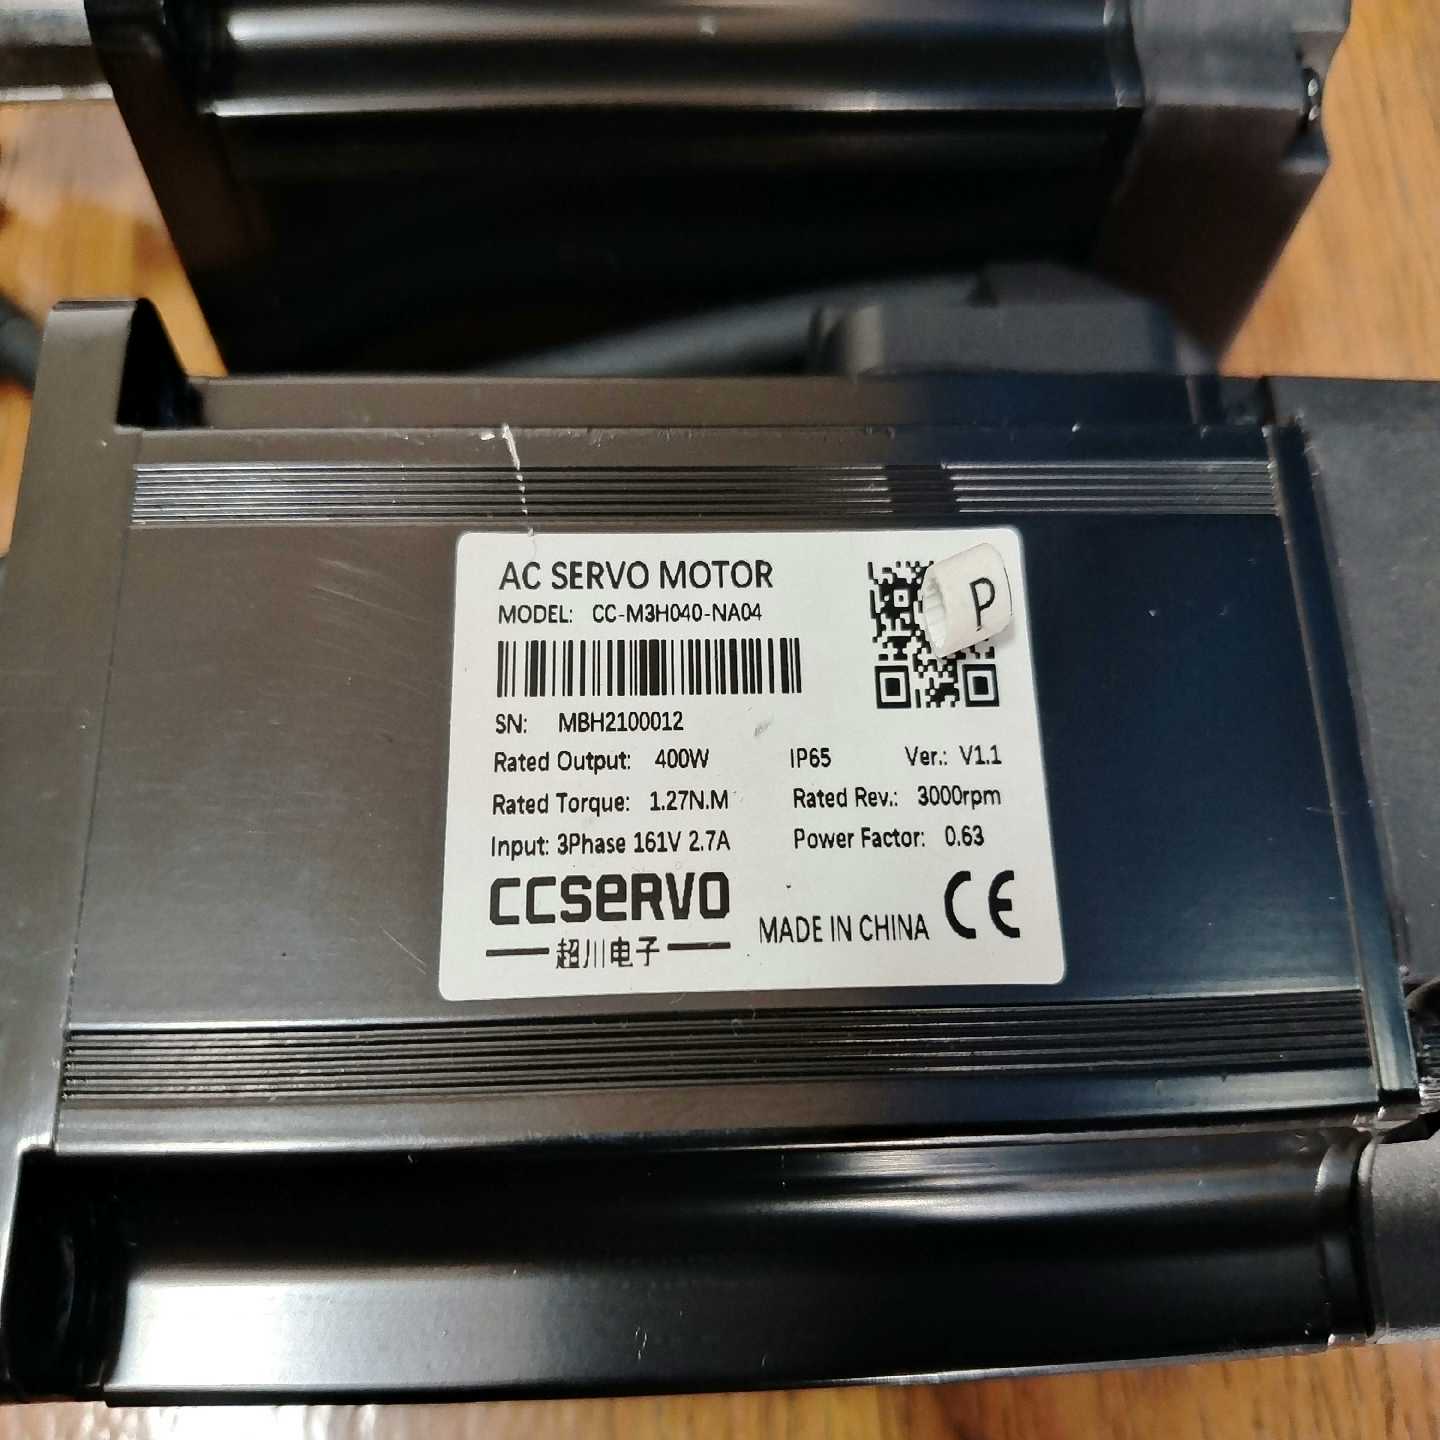 AC SERVO MOTOR
MODEL: CC-M3H040-NA04
P
SN: MBH2100012
Rated Output: 400W IP65 Ver.: V1.1
Rated Torque: 1.27N.M Rated Rev.: 3000rpm
Input: 3Phase 161V 2.7A Power Factor: 0.63
CCSERVO
超川电子
MADE IN CHINA CE